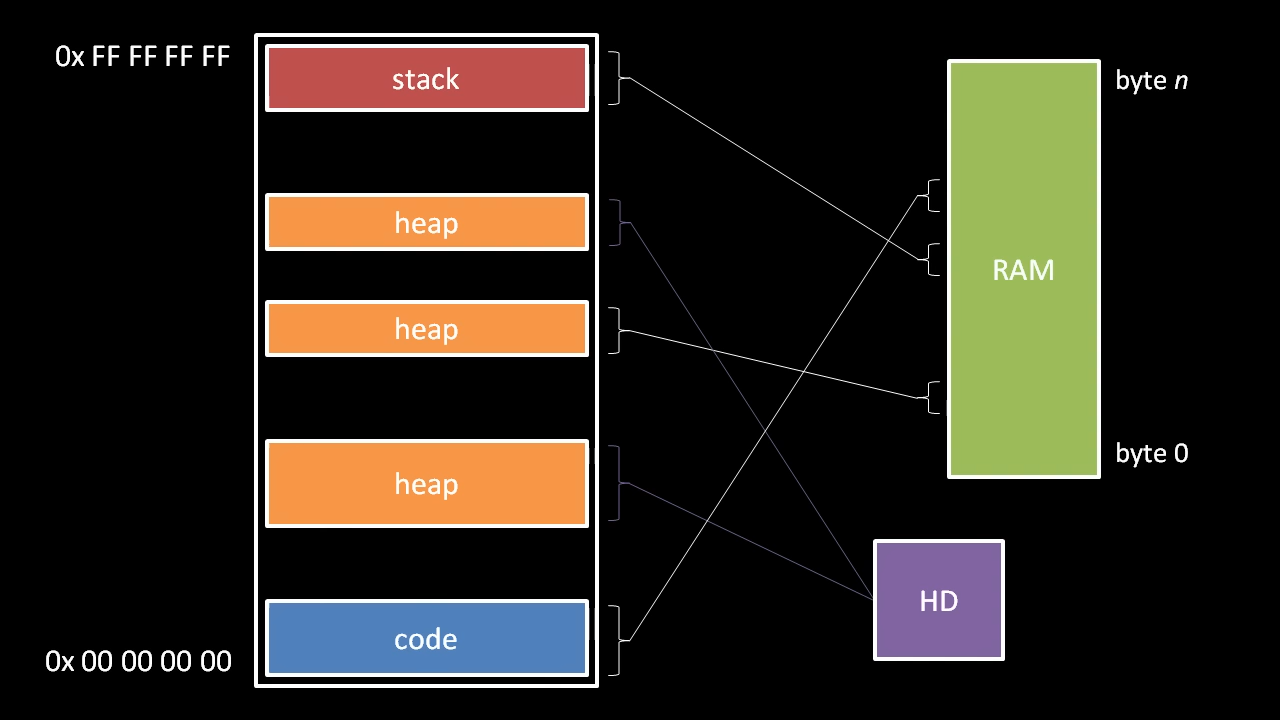 0x FF FF FF FF
stack
byte n
heap
RAM
heap
byte 0
heap
HD
code
0x 00 00 00 00